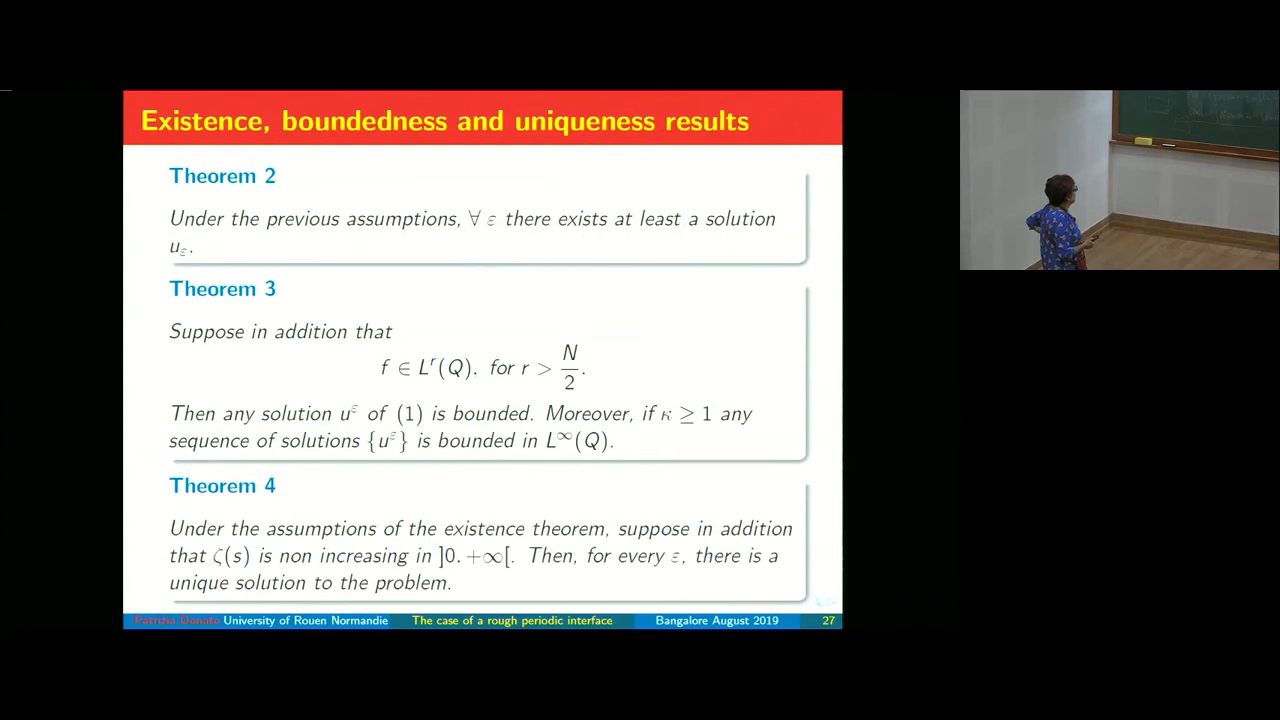 Existence, boundedness and uniqueness results
Theorem 2
Under the previous assumptions, ∀ ε there exists at least a solution
u_ε.
Theorem 3
Suppose in addition that
f ∈ L^r(Q), for r > N/2.
Then any solution u^ε of (1) is bounded. Moreover, if κ ≥ 1 any
sequence of solutions {u^ε} is bounded in L^∞(Q).
Theorem 4
Under the assumptions of the existence theorem, suppose in addition
that ζ(s) is non increasing in ]0, +∞[. Then, for every ε, there is a
unique solution to the problem.
Patrizia Donato University of Rouen Normandie The case of a rough periodic interface Bangalore August 2019 27